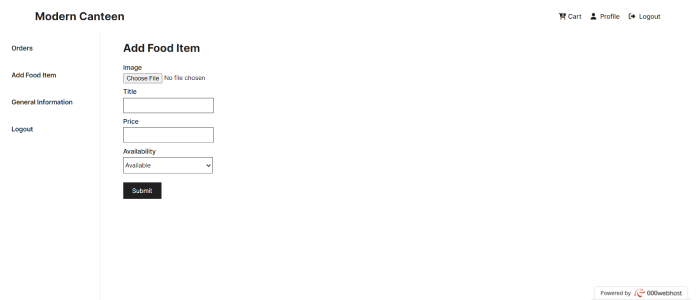 Modern Canteen
Cart Profile Logout
Orders
Add Food Item
General Information
Logout
Add Food Item
Image
Choose File No file chosen
Title
Price
Availability
Available
Submit
Powered by 000webhost